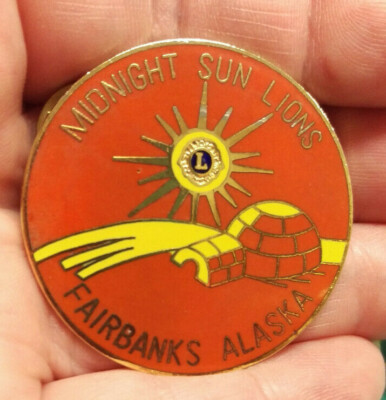 MIDNIGHT SUN LIONS
L
FAIRBANKS ALASKA